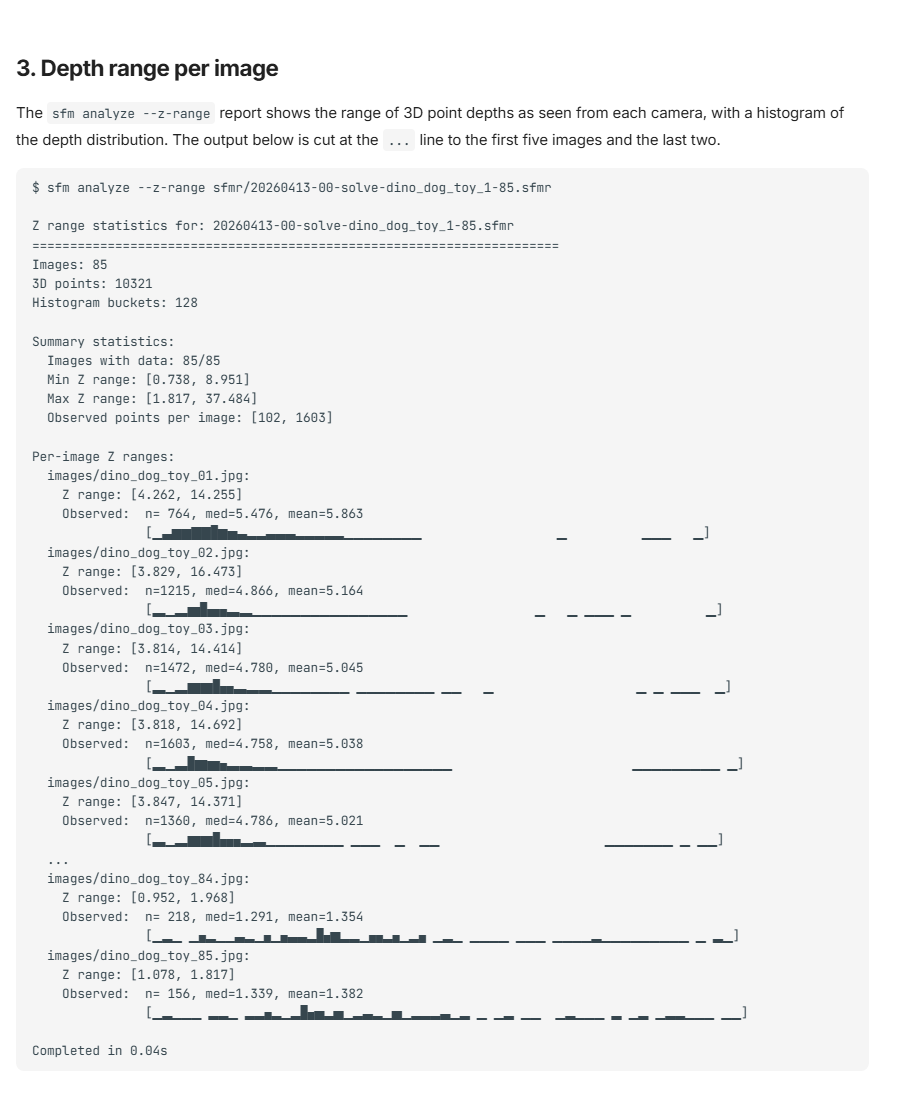 3. Depth range per image
The sfm analyze --z-range report shows the range of 3D point depths as seen from each camera, with a histogram of
the depth distribution. The output below is cut at the ... line to the first five images and the last two.
$ sfm analyze --z-range sfmr/20260413-00-solve-dino_dog_toy_1-85.sfmr
Z range statistics for: 20260413-00-solve-dino_dog_toy_1-85.sfmr
======================================================================
Images: 85
3D points: 10321
Histogram buckets: 128
Summary statistics:
Images with data: 85/85
Min Z range: [0.738, 8.951]
Max Z range: [1.817, 37.484]
Observed points per image: [102, 1603]
Per-image Z ranges:
images/dino_dog_toy_01.jpg:
Z range: [4.262, 14.255]
Observed:  n= 764, med=5.476, mean=5.863
images/dino_dog_toy_02.jpg:
Z range: [3.829, 16.473]
Observed:  n=1215, med=4.866, mean=5.164
images/dino_dog_toy_03.jpg:
Z range: [3.814, 14.414]
Observed:  n=1472, med=4.780, mean=5.045
images/dino_dog_toy_04.jpg:
Z range: [3.818, 14.692]
Observed:  n=1603, med=4.758, mean=5.038
images/dino_dog_toy_05.jpg:
Z range: [3.847, 14.371]
Observed:  n=1360, med=4.786, mean=5.021
...
images/dino_dog_toy_84.jpg:
Z range: [0.952, 1.968]
Observed:  n= 218, med=1.291, mean=1.354
images/dino_dog_toy_85.jpg:
Z range: [1.078, 1.817]
Observed:  n= 156, med=1.339, mean=1.382
Completed in 0.04s